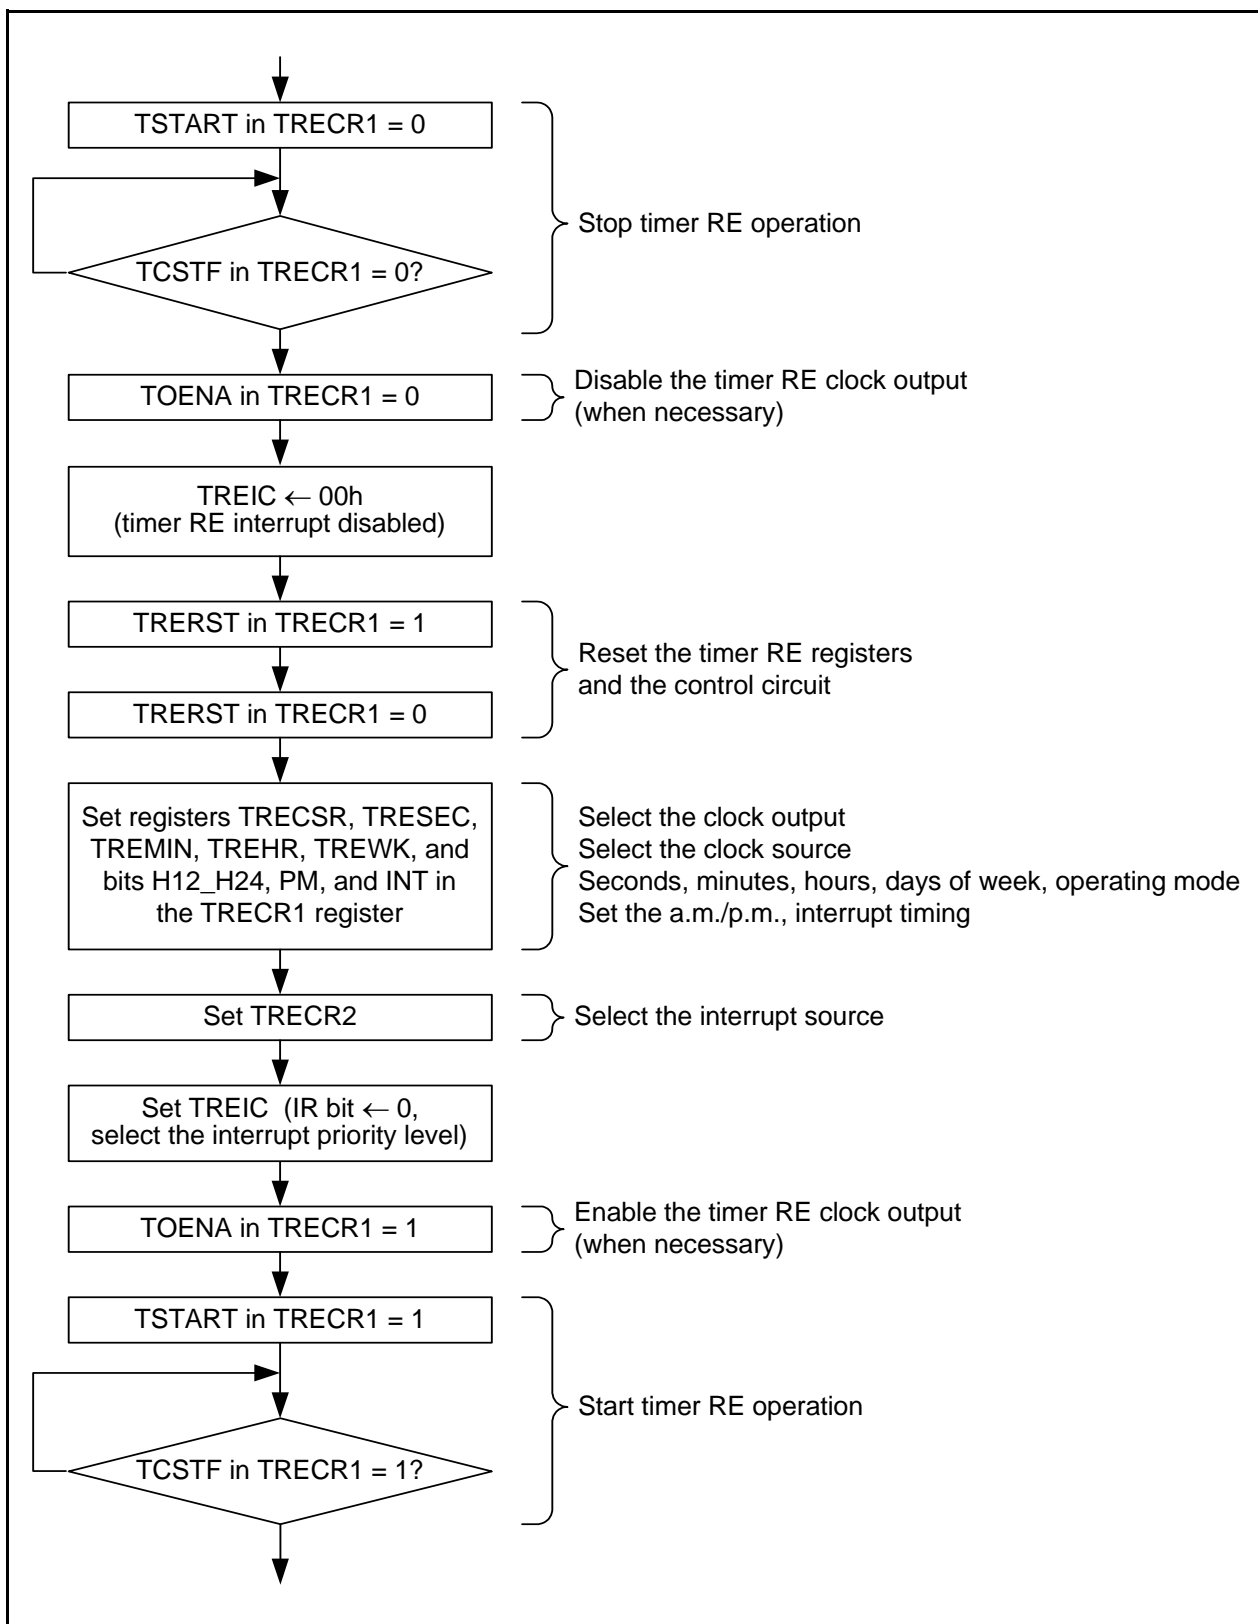 TSTART in TRECR1 = 0
TCSTF in TRECR1 = 0?
Stop timer RE operation
TOENA in TRECR1 = 0
Disable the timer RE clock output
(when necessary)
TREIC ← 00h
(timer RE interrupt disabled)
TRERST in TRECR1 = 1
TRERST in TRECR1 = 0
Reset the timer RE registers
and the control circuit
Set registers TRECSR, TRESEC,
TREMIN, TREHR, TREWK, and
bits H12_H24, PM, and INT in
the TRECR1 register
Select the clock output
Select the clock source
Seconds, minutes, hours, days of week, operating mode
Set the a.m./p.m., interrupt timing
Set TRECR2
Select the interrupt source
Set TREIC (IR bit ← 0,
select the interrupt priority level)
TOENA in TRECR1 = 1
Enable the timer RE clock output
(when necessary)
TSTART in TRECR1 = 1
TCSTF in TRECR1 = 1?
Start timer RE operation